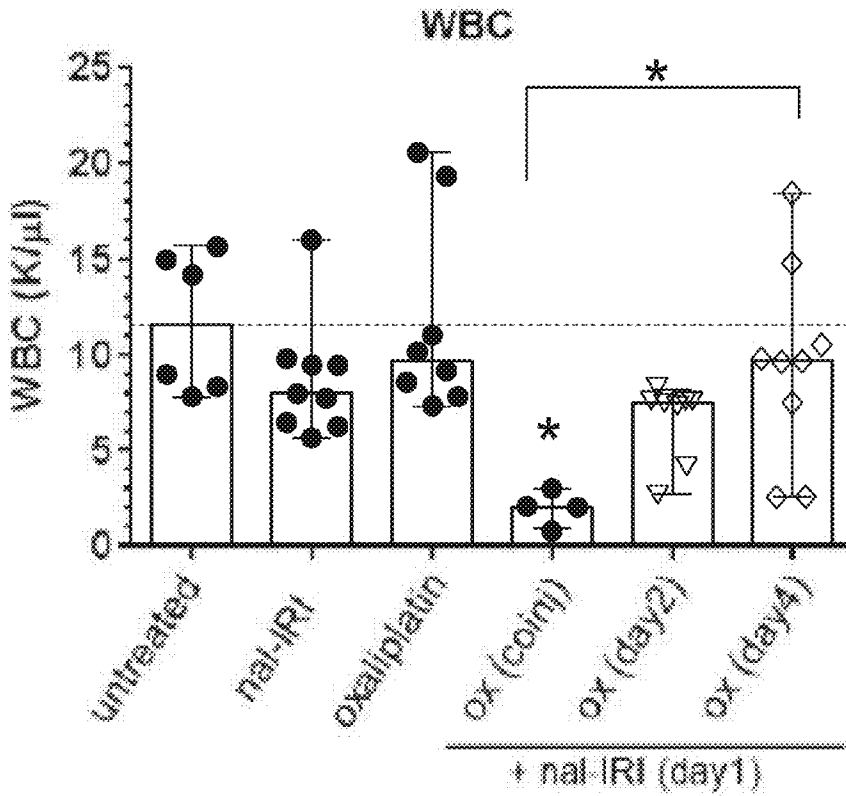 WBC
*
25
20
15
10
5
0
WBC (K/μl)
*
untreated
nal-IRI
oxaliplatin
ox (coinj)
ox (day2)
ox (day4)
+ nal-IRI (day1)